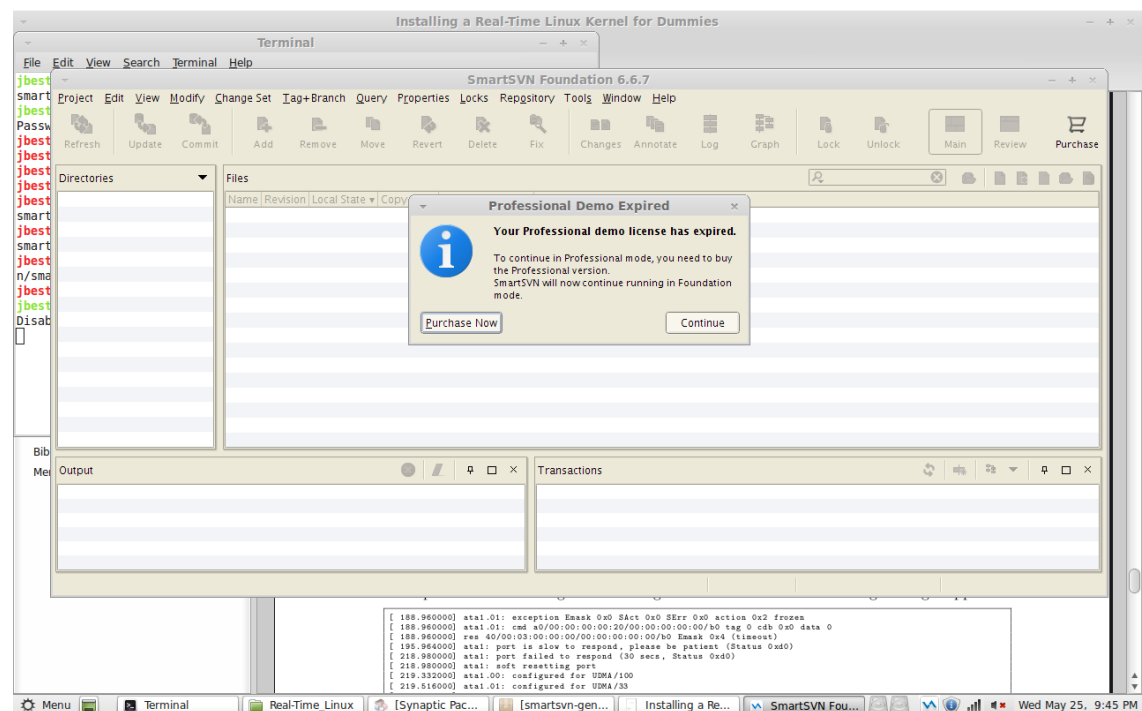 Installing a Real-Time Linux Kernel for Dummies
Terminal
File Edit View Search Terminal Help
jbest
smart
jbest
Passw
jbest
jbest
jbest
jbest
jbest
smart
jbest
smart
jbest
n/sma
jbest
jbest
Disab
SmartSVN Foundation 6.6.7
Project Edit View Modify Change Set Tag+Branch Query Properties Locks Repository Tools Window Help
Refresh Update Commit Add Remove Move Revert Delete Fix Changes Annotate Log Graph Lock Unlock Main Review Purchase
Directories
Files
Name Revision Local State Copy
Professional Demo Expired
Your Professional demo license has expired.
To continue in Professional mode, you need to buy
the Professional version.
SmartSVN will now continue running in Foundation
mode.
Purchase Now Continue
Bib
Me
Output
Transactions
[ 188.960000] ata1.01: exception Emask 0x0 SAct 0x0 SErr 0x0 action 0x2 frozen
[ 188.960000] ata1.01: cmd a0/00:00:00:00:20/00:00:00:00:00/b0 tag 0 cdb 0x0 data 0
[ 188.960000] res 40/00:03:00:00:00/00:00:00:00:00/b0 Emask 0x4 (timeout)
[ 195.964000] ata1: port is slow to respond, please be patient (Status 0xd0)
[ 218.980000] ata1: port failed to respond (30 secs, Status 0xd0)
[ 218.980000] ata1: soft resetting port
[ 219.332000] ata1.00: configured for UDMA/100
[ 219.516000] ata1.01: configured for UDMA/33
Menu Terminal Real-Time_Linux [Synaptic Pac... [smartsvn-gen... Installing a Re... SmartSVN Fou... Wed May 25, 9:45 PM